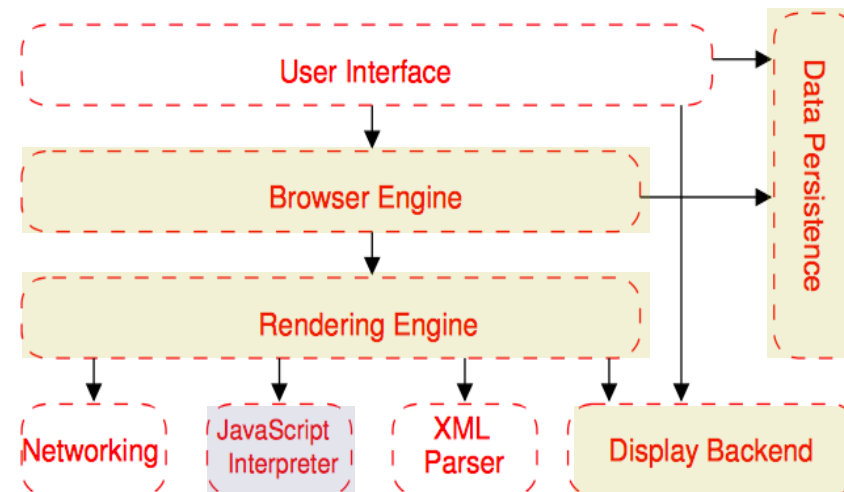 User Interface
Data Persistence
Browser Engine
Rendering Engine
Networking
JavaScript
Interpreter
XML
Parser
Display Backend